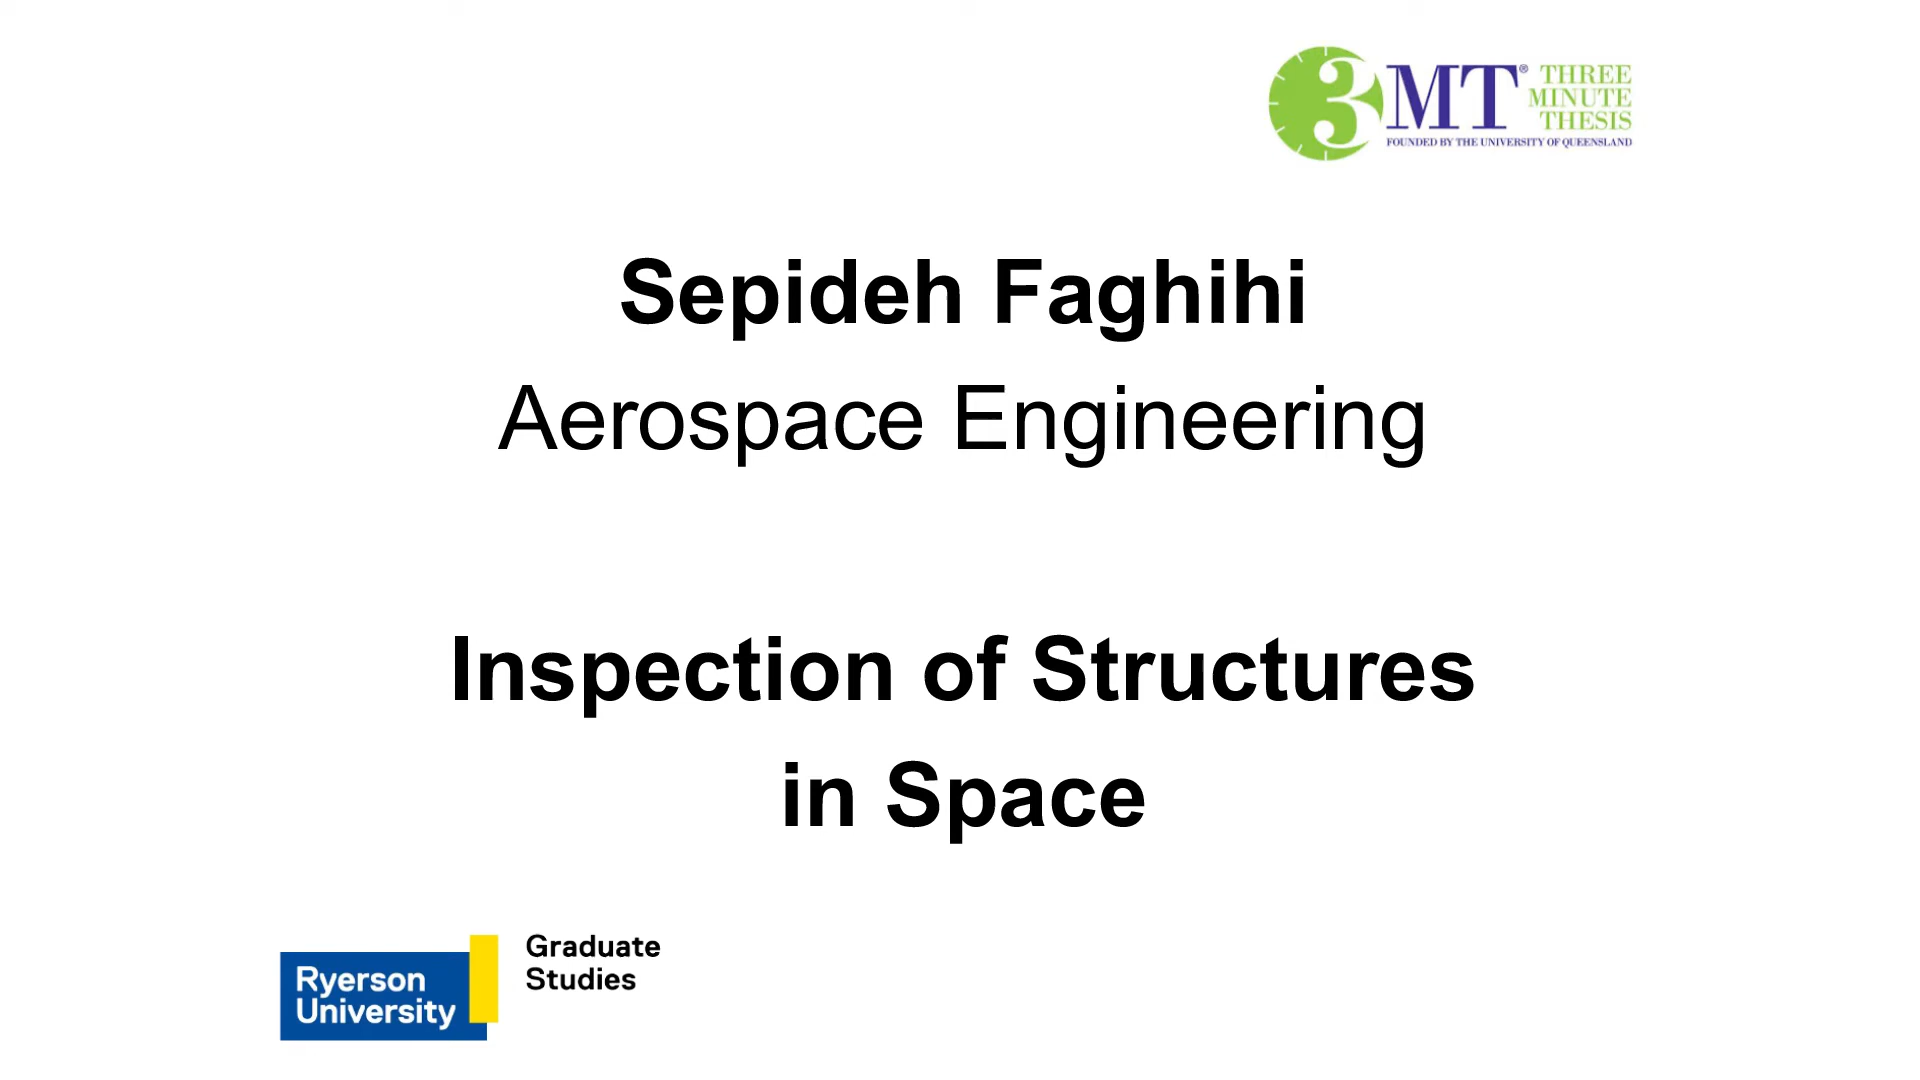 3MT® THREE
MINUTE
THESIS
FOUNDED BY THE UNIVERSITY OF QUEENSLAND
Sepideh Faghihi
Aerospace Engineering
Inspection of Structures
in Space
Ryerson
University
Graduate
Studies